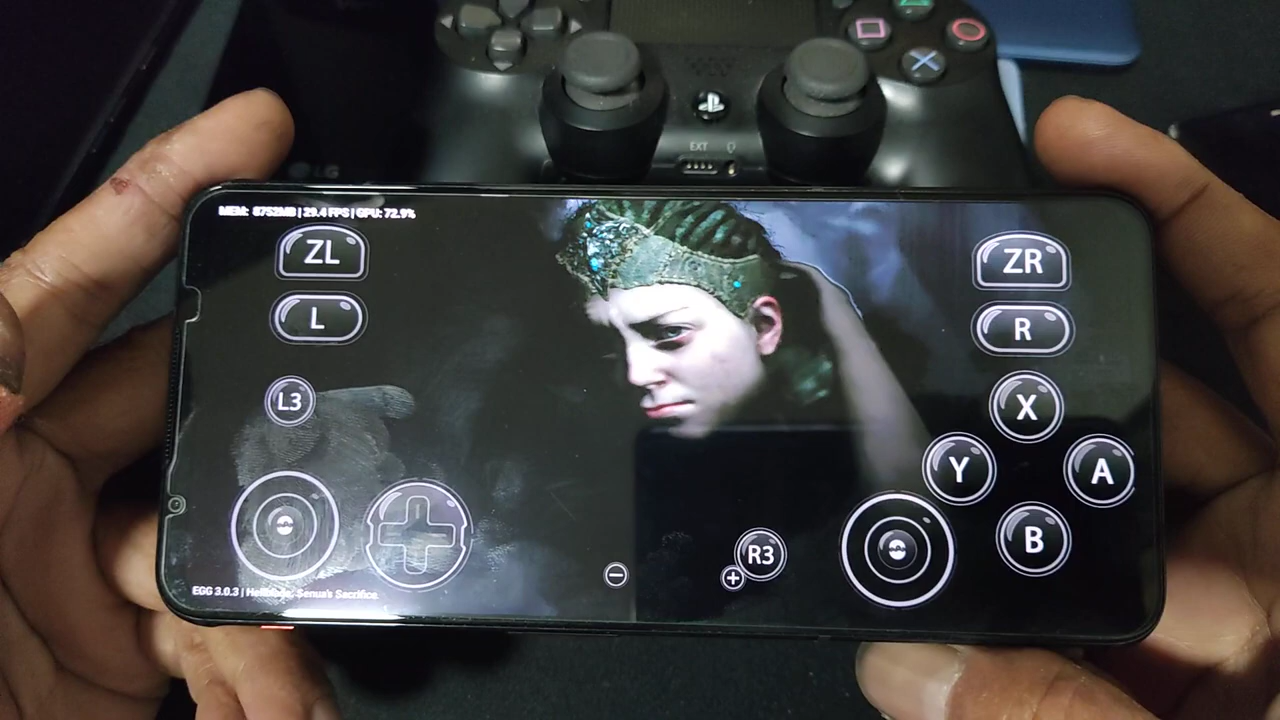 EXT
LG
MEM: 8752MB | 29.4 FPS | GPU: 72.9%
ZL
ZR
L
R
L3
X
Y
A
B
R3
EGG 3.0.3 | Hellblade: Senua's Sacrifice